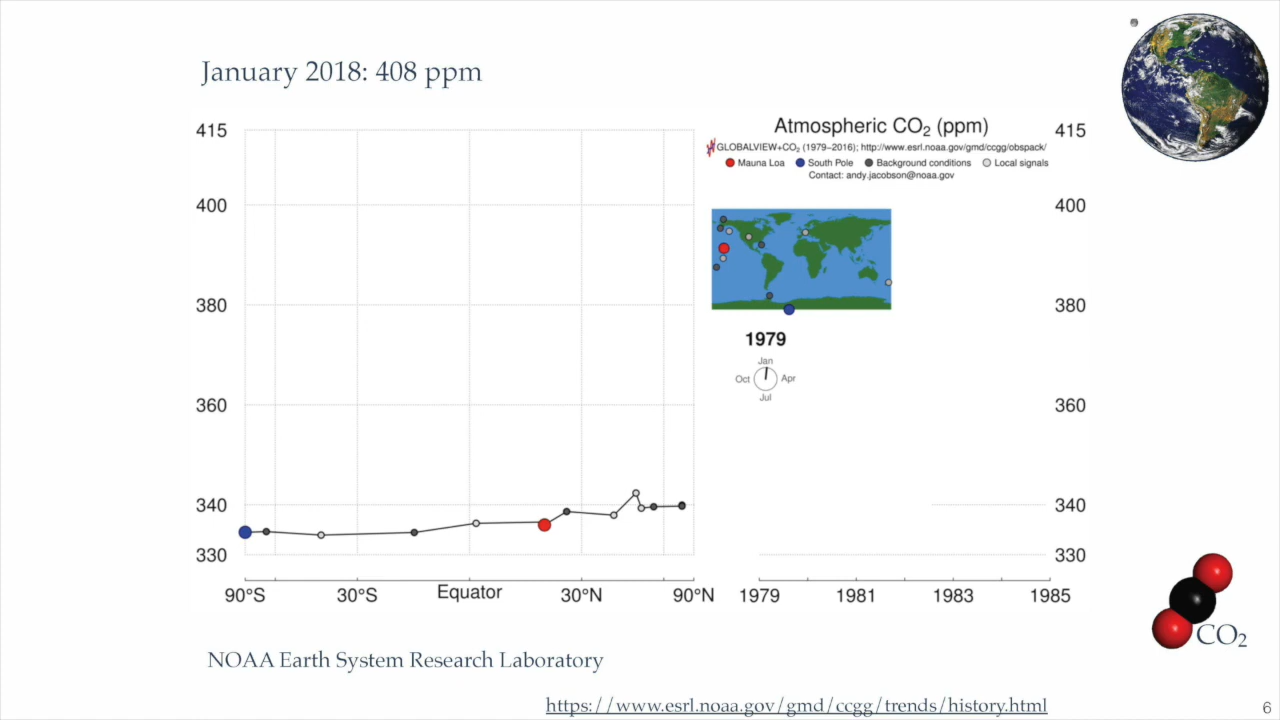 January 2018: 408 ppm
Atmospheric CO₂ (ppm)
GLOBALVIEW+CO₂ (1979–2016); http://www.esrl.noaa.gov/gmd/ccgg/obspack/
Mauna Loa South Pole Background conditions Local signals
Contact: andy.jacobson@noaa.gov
415
400
380
360
340
330
90°S 30°S Equator 30°N 90°N
1979
Jan
Oct Apr
Jul
415
400
380
360
340
330
1979 1981 1983 1985
CO₂
NOAA Earth System Research Laboratory
https://www.esrl.noaa.gov/gmd/ccgg/trends/history.html
6